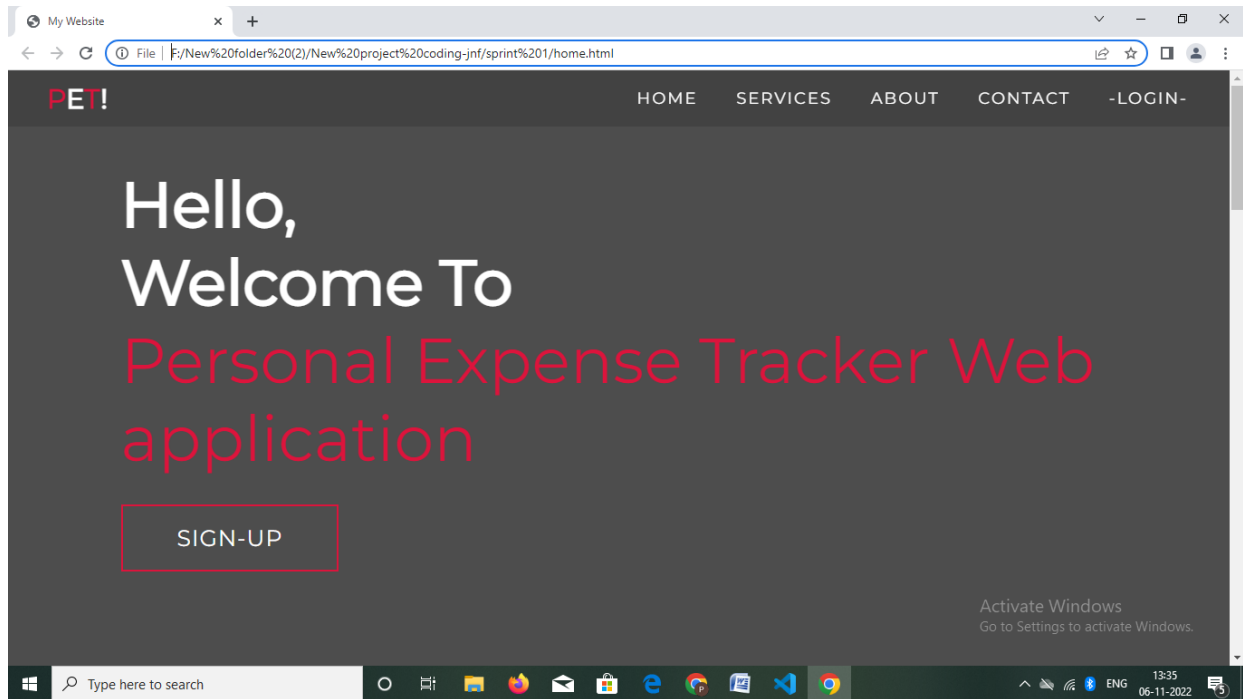 My Website
File F:/New%20folder%20(2)/New%20project%20coding-jnf/sprint%201/home.html
PET! HOME SERVICES ABOUT CONTACT -LOGIN-
Hello,
Welcome To
Personal Expense Tracker Web
application
SIGN-UP
Activate Windows
Go to Settings to activate Windows.
Type here to search
ENG
13:35
06-11-2022
5